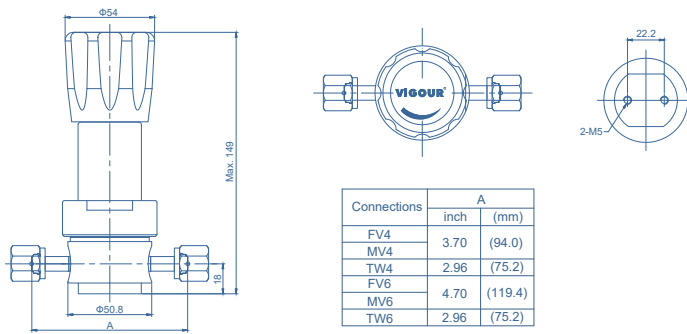 Φ54
Max. 149
18
Φ50.8
A
VIGOUR®
22.2
2-M5
Connections A
inch (mm)
FV4 3.70 (94.0)
MV4
TW4 2.96 (75.2)
FV6 4.70 (119.4)
MV6
TW6 2.96 (75.2)